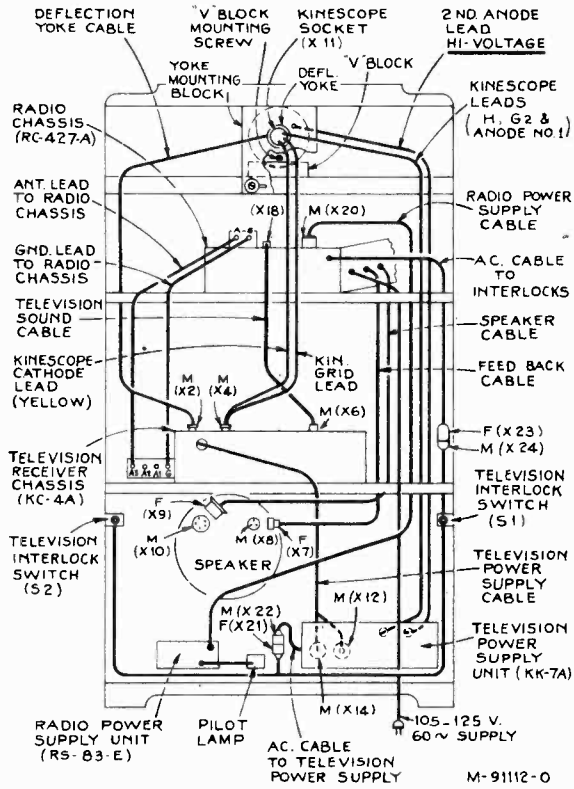 DEFLECTION
YOKE CABLE
"V" BLOCK
MOUNTING
SCREW
KINESCOPE
SOCKET
(X 11)
2 ND. ANODE
LEAD
HI-VOLTAGE
YOKE
MOUNTING
BLOCK
DEFL.
YOKE
"V" BLOCK
KINESCOPE
LEADS
( H, G2 &
ANODE NO.1 )
RADIO
CHASSIS
(RC-427-A)
ANT. LEAD
TO RADIO
CHASSIS
A-G
(X18)
M (X20)
RADIO POWER
SUPPLY
CABLE
GND. LEAD
TO RADIO
CHASSIS
A.C. CABLE
TO
INTERLOCKS
TELEVISION
SOUND
CABLE
SPEAKER
CABLE
KINESCOPE
CATHODE
LEAD
(YELLOW)
KIN.
GRID
LEAD
FEED BACK
CABLE
M
(X2)
M
(X4)
M(X6)
F(X23)
M(X24)
TELEVISION
RECEIVER
CHASSIS
(KC-4A)
A2 A1 G
TELEVISION
INTERLOCK
SWITCH
(S1)
F
(X9)
M
(X10)
M
(X8)
F
(X7)
SPEAKER
TELEVISION
INTERLOCK
SWITCH
(S2)
TELEVISION
POWER
SUPPLY
CABLE
M(X22)
F(X21)
M(X12)
TELEVISION
POWER
SUPPLY
UNIT (KK-7A)
M(X14)
RADIO POWER
SUPPLY UNIT
(RS-83-E)
PILOT
LAMP
A.C. CABLE
TO TELEVISION
POWER SUPPLY
105-125 V.
60~ SUPPLY
M-91112-0